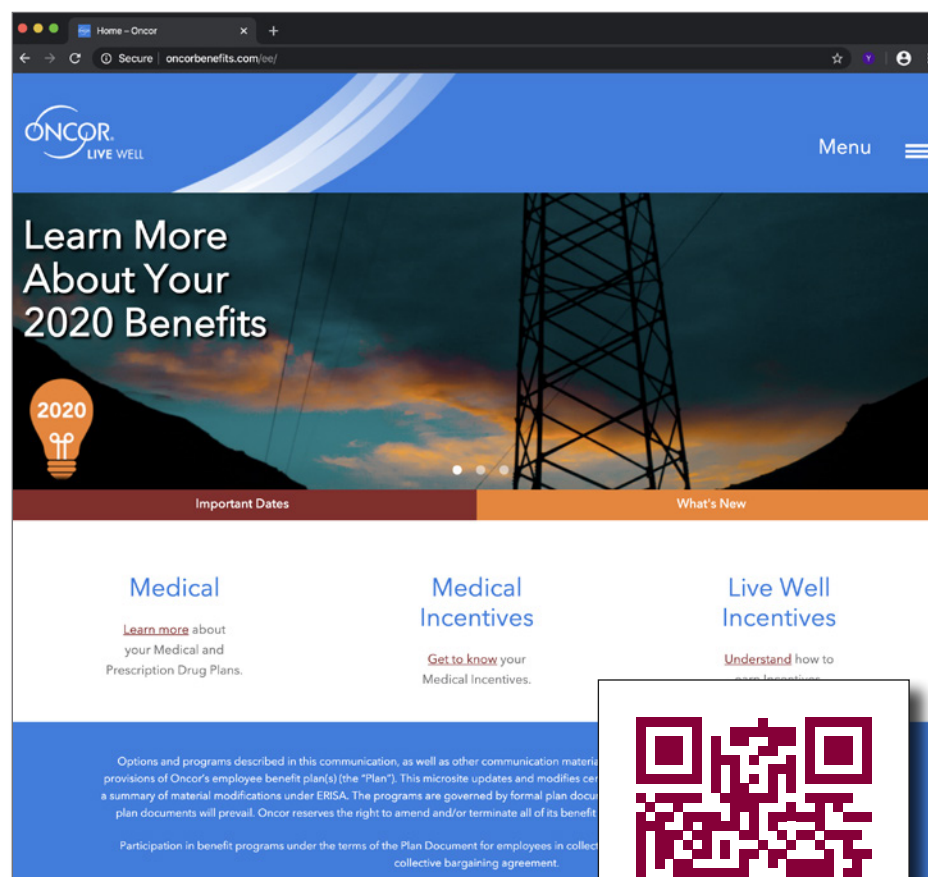 Home – Oncor
Secure oncorbenefits.com/ee/
Y
ONCOR.
LIVE WELL
Menu
Learn More
About Your
2020 Benefits
2020
Important Dates
What's New
Medical
Learn more about
your Medical and
Prescription Drug Plans.
Medical
Incentives
Get to know your
Medical Incentives.
Live Well
Incentives
Understand how to
earn Incentives
Options and programs described in this communication, as well as other communication
provisions of Oncor's employee benefit plan(s) (the "Plan"). This microsite updates and modifies
a summary of material modifications under ERISA. The programs are governed by formal plan
plan documents will prevail. Oncor reserves the right to amend and/or terminate all of its benefit
Participation in benefit programs under the terms of the Plan Document for employees in
collective bargaining agreement.